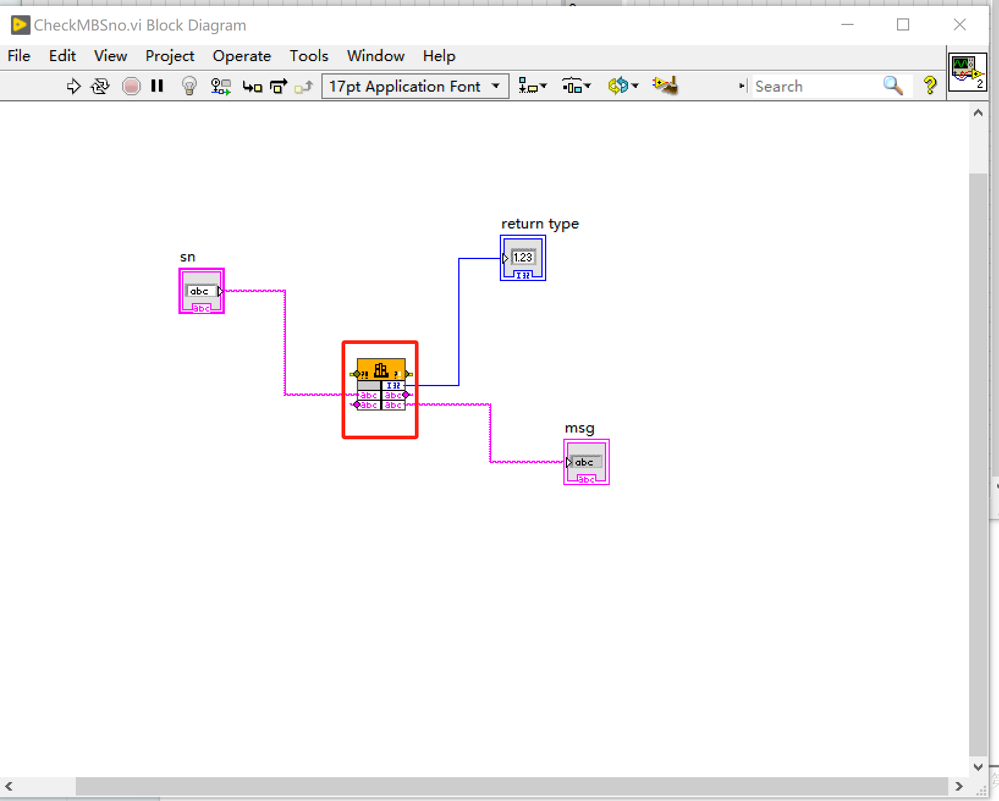 CheckMBSno.vi Block Diagram
File Edit View Project Operate Tools Window Help
17pt Application Font
Search
2
return type
1.23
I32
sn
abc
abc
?!
?!
I32
abc abc
abc abc
msg
abc
abc